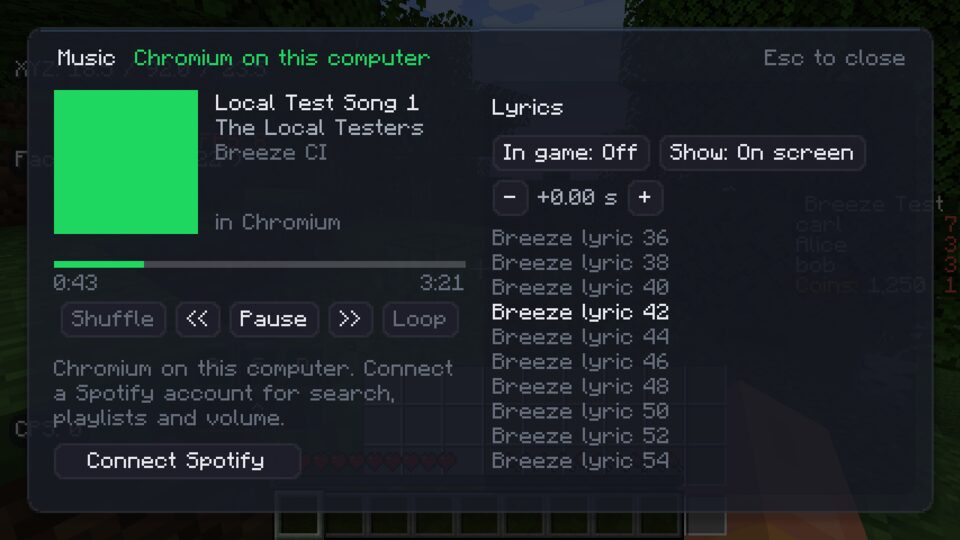 Music Chromium on this computer
Esc to close
Local Test Song 1
The Local Testers
Breeze CI
in Chromium
0:43
3:21
Shuffle
<<
Pause
>>
Loop
Chromium on this computer. Connect
a Spotify account for search,
playlists and volume.
Connect Spotify
Lyrics
In game: Off
Show: On screen
-
+0.00 s
+
Breeze lyric 36
Breeze lyric 38
Breeze lyric 40
Breeze lyric 42
Breeze lyric 44
Breeze lyric 46
Breeze lyric 48
Breeze lyric 50
Breeze lyric 52
Breeze lyric 54
Breeze Test
carl 7
Alice 3
bob 3
Coins: 1,250 1